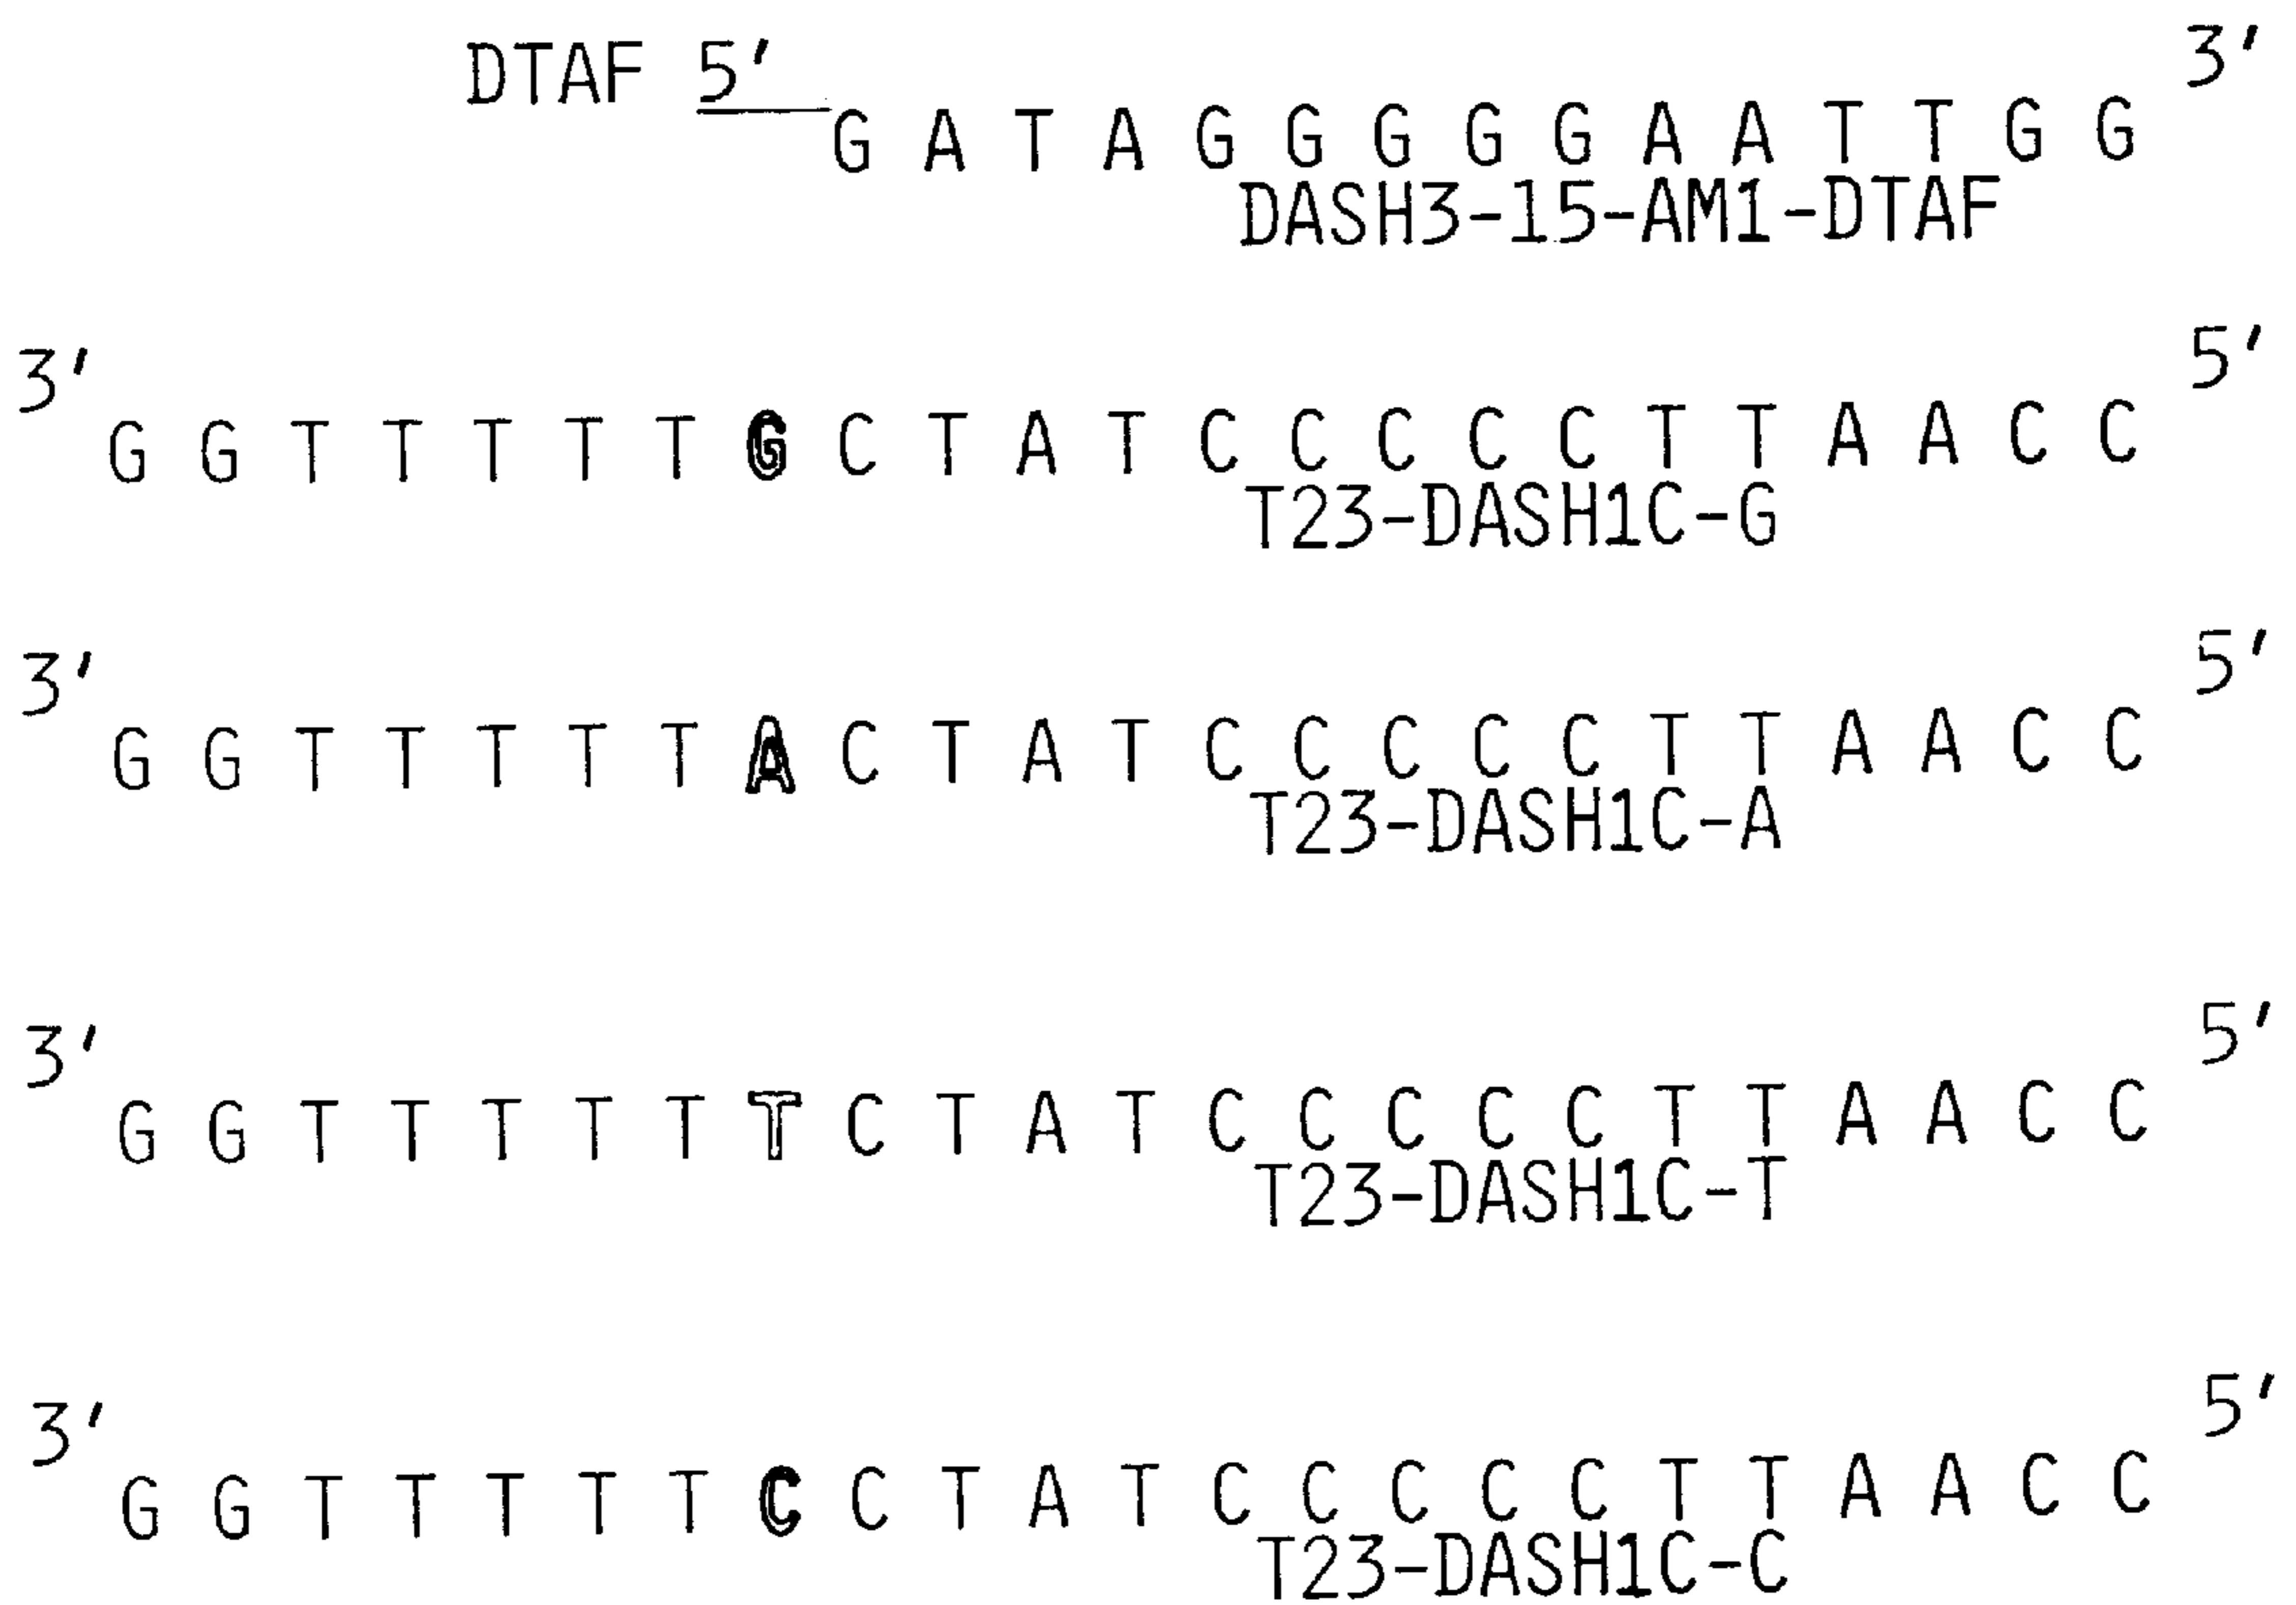 DTAF 5' 3'
G A T A G G G G G A A T T G G
DASH3-15-AM1-DTAF
3' 5'
G G T T T T T G C T A T C C C C C T T A A C C
T23-DASH1C-G
3' 5'
G G T T T T T A C T A T C C C C C T T A A C C
T23-DASH1C-A
3' 5'
G G T T T T T T C T A T C C C C C T T A A C C
T23-DASH1C-T
3' 5'
G G T T T T T C C T A T C C C C C T T A A C C
T23-DASH1C-C